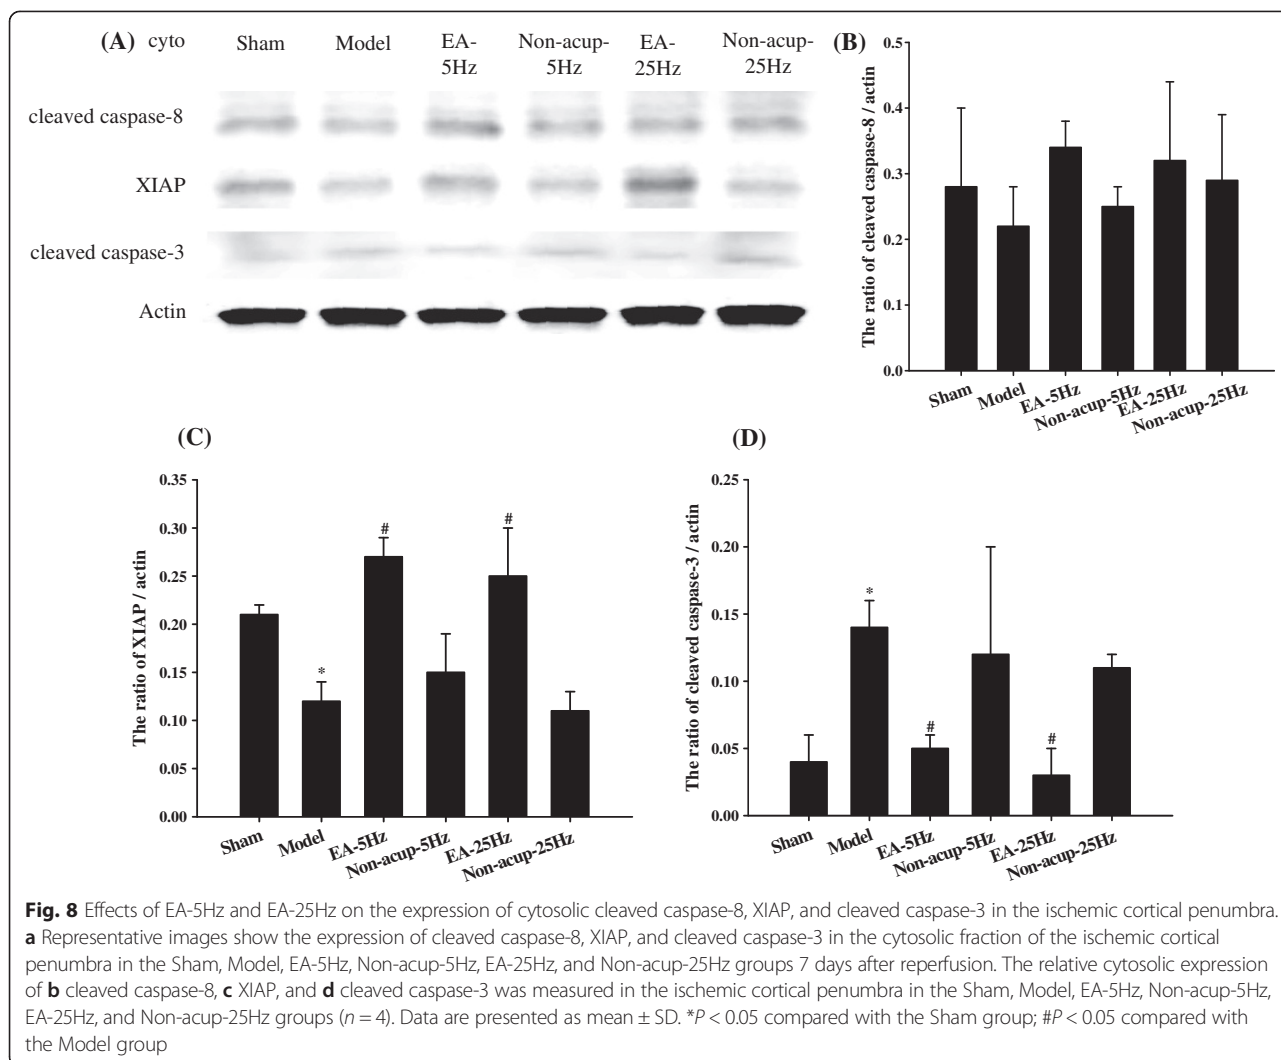 (A) cyto Sham Model EA-5Hz Non-acup-5Hz EA-25Hz Non-acup-25Hz
cleaved caspase-8
XIAP
cleaved caspase-3
Actin
(B)
The ratio of cleaved caspase-8 / actin
0.5
0.4
0.3
0.2
0.1
0.0
Sham Model EA-5Hz Non-acup-5Hz EA-25Hz Non-acup-25Hz
(C)
The ratio of XIAP / actin
0.35
0.30
0.25
0.20
0.15
0.10
0.05
0.00
* # #
Sham Model EA-5Hz Non-acup-5Hz EA-25Hz Non-acup-25Hz
(D)
The ratio of cleaved caspase-3 / actin
0.25
0.20
0.15
0.10
0.05
0.00
* # #
Sham Model EA-5Hz Non-acup-5Hz EA-25Hz Non-acup-25Hz
Fig. 8 Effects of EA-5Hz and EA-25Hz on the expression of cytosolic cleaved caspase-8, XIAP, and cleaved caspase-3 in the ischemic cortical penumbra.
a Representative images show the expression of cleaved caspase-8, XIAP, and cleaved caspase-3 in the cytosolic fraction of the ischemic cortical
penumbra in the Sham, Model, EA-5Hz, Non-acup-5Hz, EA-25Hz, and Non-acup-25Hz groups 7 days after reperfusion. The relative cytosolic expression
of b cleaved caspase-8, c XIAP, and d cleaved caspase-3 was measured in the ischemic cortical penumbra in the Sham, Model, EA-5Hz, Non-acup-5Hz,
EA-25Hz, and Non-acup-25Hz groups (n = 4). Data are presented as mean ± SD. *P < 0.05 compared with the Sham group; #P < 0.05 compared with
the Model group